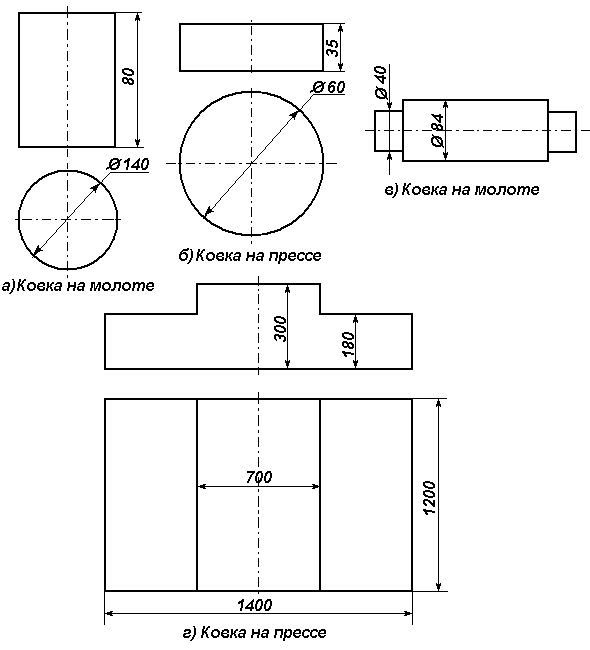 80
Ø140
а)Ковка на молоте
35
Ø60
б)Ковка на прессе
Ø40
Ø84
в)Ковка на молоте
300
180
700
1200
1400
г) Ковка на прессе